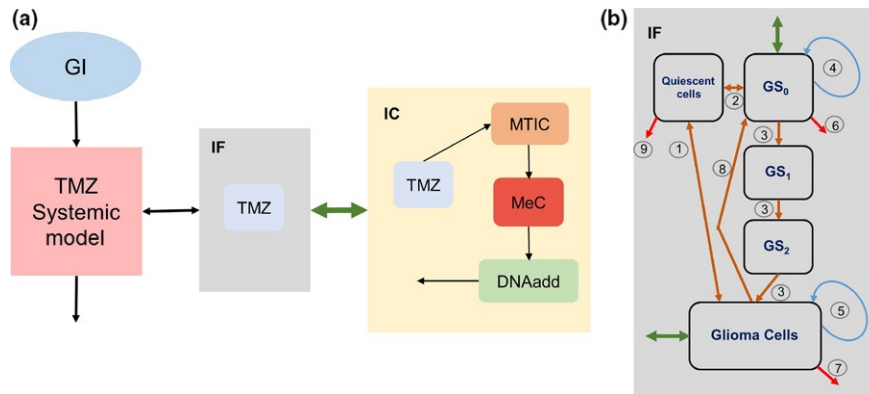 (a)
GI
TMZ
Systemic
model
IF
TMZ
IC
TMZ
MTIC
MeC
DNAadd
(b)
IF
Quiescent
cells
GS₀
4
2
9
1
8
3
6
GS₁
3
GS₂
3
5
Glioma Cells
7